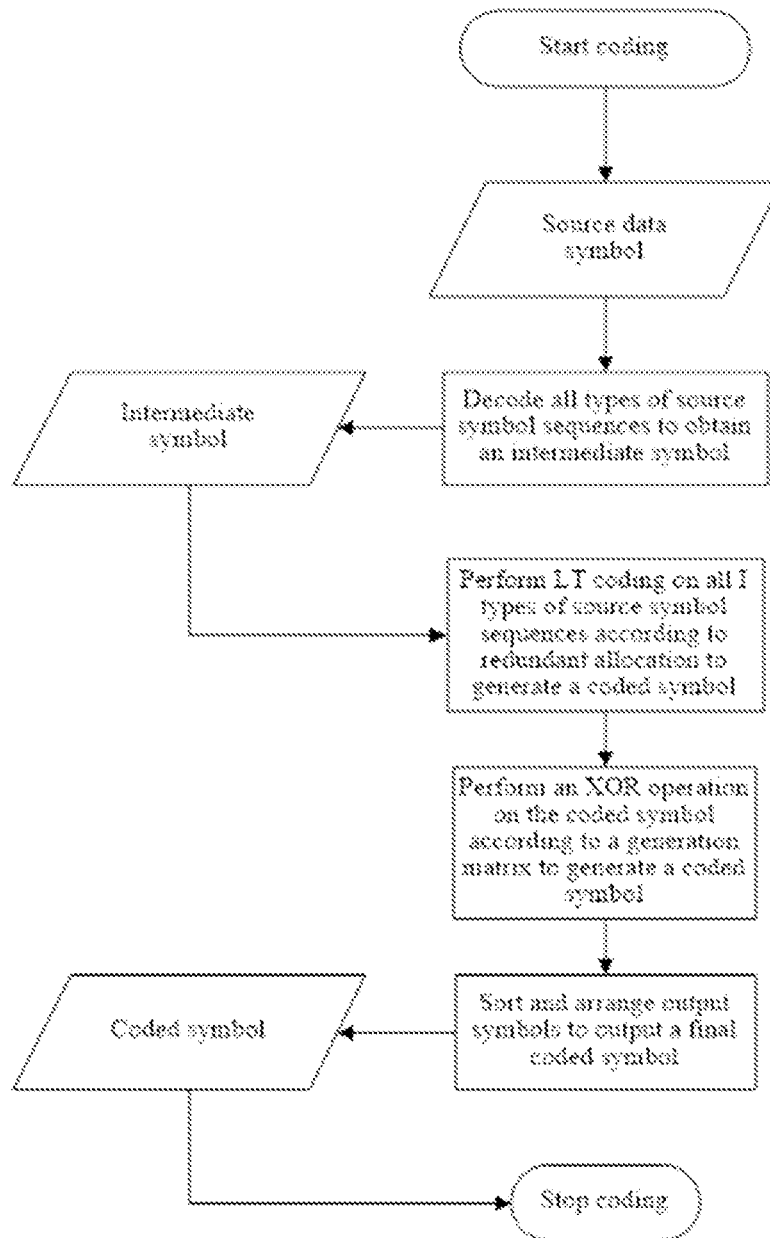 Start coding
Source data
symbol
Decode all types of source
symbol sequences to obtain
an intermediate symbol
Intermediate
symbol
Perform LT coding on all I
types of source symbol
sequences according to
redundant allocation to
generate a coded symbol
Perform an XOR operation
on the coded symbol
according to a generation
matrix to generate a coded
symbol
Sort and arrange output
symbols to output a final
coded symbol
Coded symbol
Stop coding